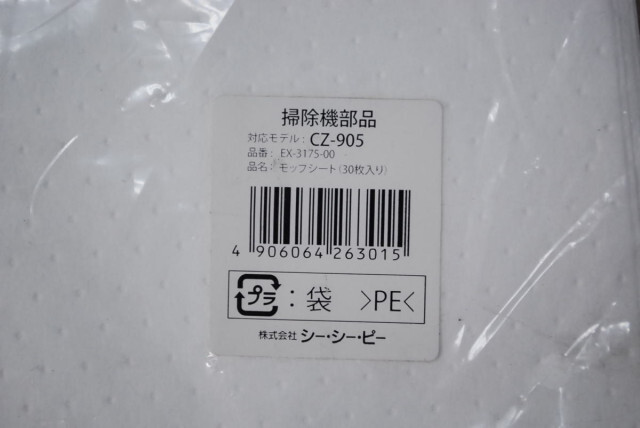 掃除機部品
対応モデル：CZ-905
品番：EX-3175-00
品名：モップシート（30枚入り）
4 906064 263015
プラ：袋 >PE<
株式会社 シー・シー・ピー